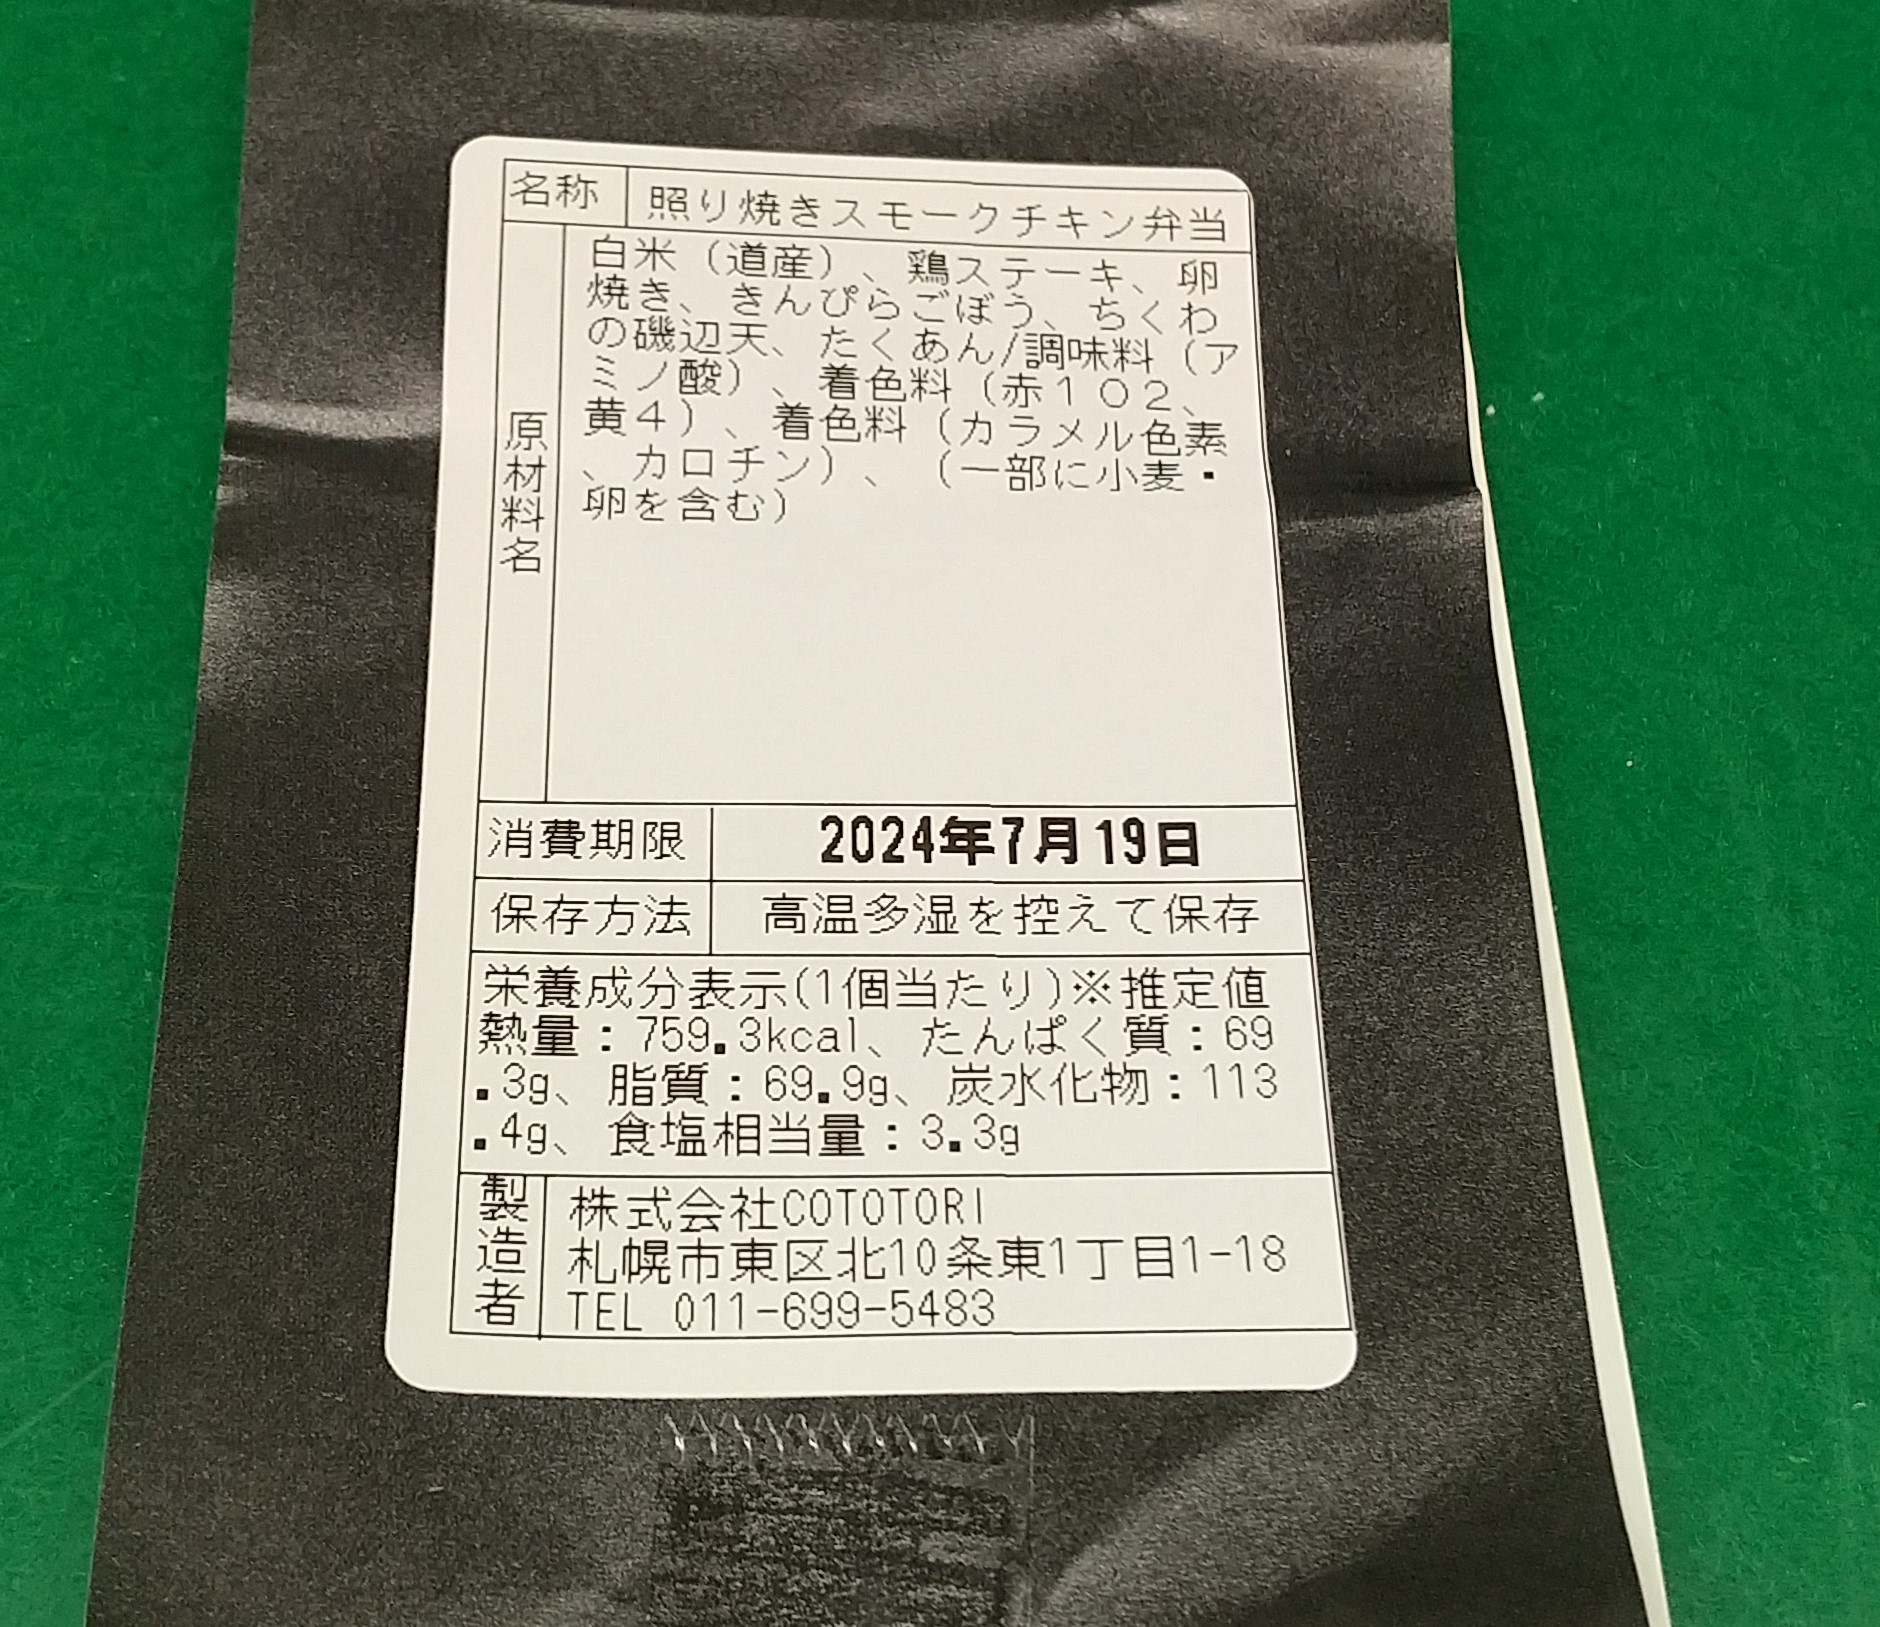 名称 照り焼きスモークチキン弁当
原材料名
白米（道産）、鶏ステーキ、卵
焼き、きんぴらごぼう、ちくわ
の磯辺天、たくあん/調味料（ア
ミノ酸）、着色料（赤１０２、
黄４）、着色料（カラメル色素
、カロチン）、（一部に小麦・
卵を含む）
消費期限 2024年7月19日
保存方法 高温多湿を控えて保存
栄養成分表示(1個当たり)※推定値
熱量：759.3kcal、たんぱく質：69
.3g、脂質：69.9g、炭水化物：113
.4g、食塩相当量：3.3g
製造者
株式会社COTOTORI
札幌市東区北10条東1丁目1-18
TEL 011-699-5483